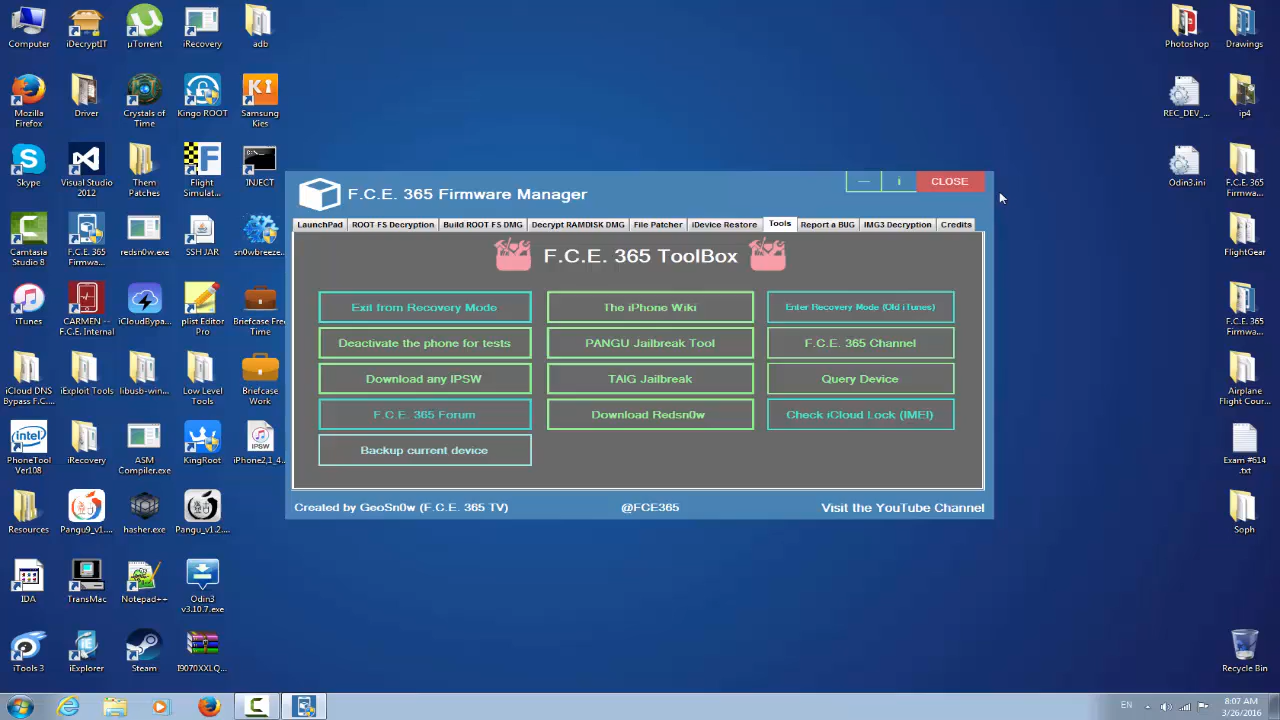 Computer
iDecryptIT
µTorrent
iRecovery
adb
Mozilla
Firefox
Driver
Crystals of
Time
Kingo ROOT
Samsung
Kies
Skype
Visual Studio
2012
Them
Patches
Flight
Simulat...
INJECT
Camtasia
Studio 8
F.C.E. 365
Firmwa...
redsn0w.exe
SSH JAR
sn0wbreeze...
iTunes
CARMEN --
F.C.E. Internal
iCloudBypa...
plist Editor
Pro
Briefcase Free
Time
iCloud DNS
Bypass F.C....
iExploit Tools
libusb-win...
Low Level
Tools
Briefcase
Work
PhoneTool
Ver108
iRecovery
ASM
Compiler.exe
KingRoot
iPhone2,1_4...
Resources
Pangu9_v1....
hasher.exe
Pangu_v1.2....
IDA
TransMac
Notepad++
Odin3
v3.10.7.exe
iTools 3
iExplorer
Steam
I9070XXLQ...
F.C.E. 365 Firmware Manager
— i CLOSE
LaunchPad ROOT FS Decryption Build ROOT FS DMG Decrypt RAMDISK DMG File Patcher iDevice Restore Tools Report a BUG IMG3 Decryption Credits
F.C.E. 365 ToolBox
Exit from Recovery Mode The iPhone Wiki Enter Recovery Mode (Old iTunes)
Deactivate the phone for tests PANGU Jailbreak Tool F.C.E. 365 Channel
Download any IPSW TAIG Jailbreak Query Device
F.C.E. 365 Forum Download Redsn0w Check iCloud Lock (IMEI)
Backup current device
Created by GeoSn0w (F.C.E. 365 TV) @FCE365 Visit the YouTube Channel
Photoshop
Drawings
REC_DEV_...
ip4
Odin3.ini
F.C.E. 365
Firmwa...
FlightGear
F.C.E. 365
Firmwa...
Airplane
Flight Cour...
Exam #614
.txt
Soph
Recycle Bin
EN
8:07 AM
3/26/2016